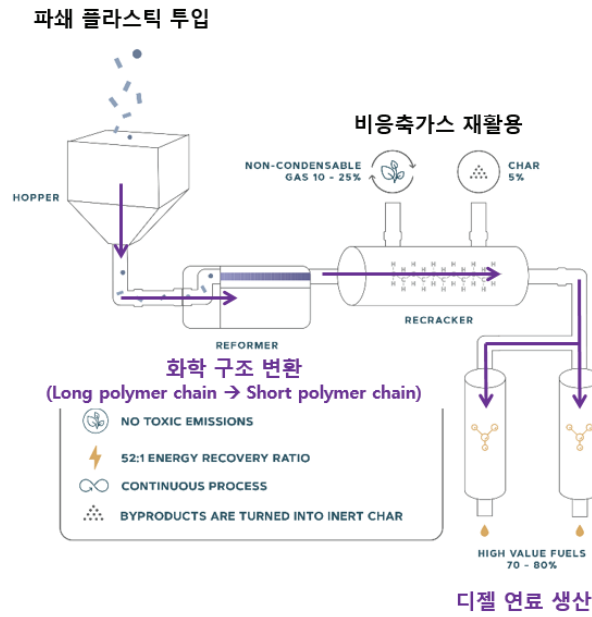 파쇄 플라스틱 투입
비응축가스 재활용
NON-CONDENSABLE
GAS 10 - 25%
CHAR
5%
HOPPER
H H H H H H
H H H H H H
RECRACKER
REFORMER
화학 구조 변환
(Long polymer chain → Short polymer chain)
NO TOXIC EMISSIONS
52:1 ENERGY RECOVERY RATIO
CONTINUOUS PROCESS
BYPRODUCTS ARE TURNED INTO INERT CHAR
HIGH VALUE FUELS
70 - 80%
디젤 연료 생산